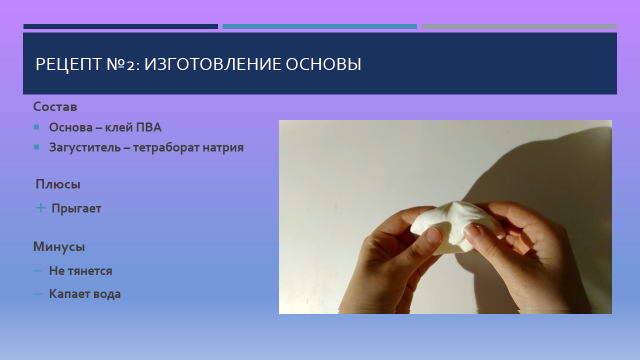 РЕЦЕПТ №2: ИЗГОТОВЛЕНИЕ ОСНОВЫ
Состав
Основа – клей ПВА
Загуститель – тетраборат натрия
Плюсы
+ Прыгает
Минусы
– Не тянется
– Капает вода